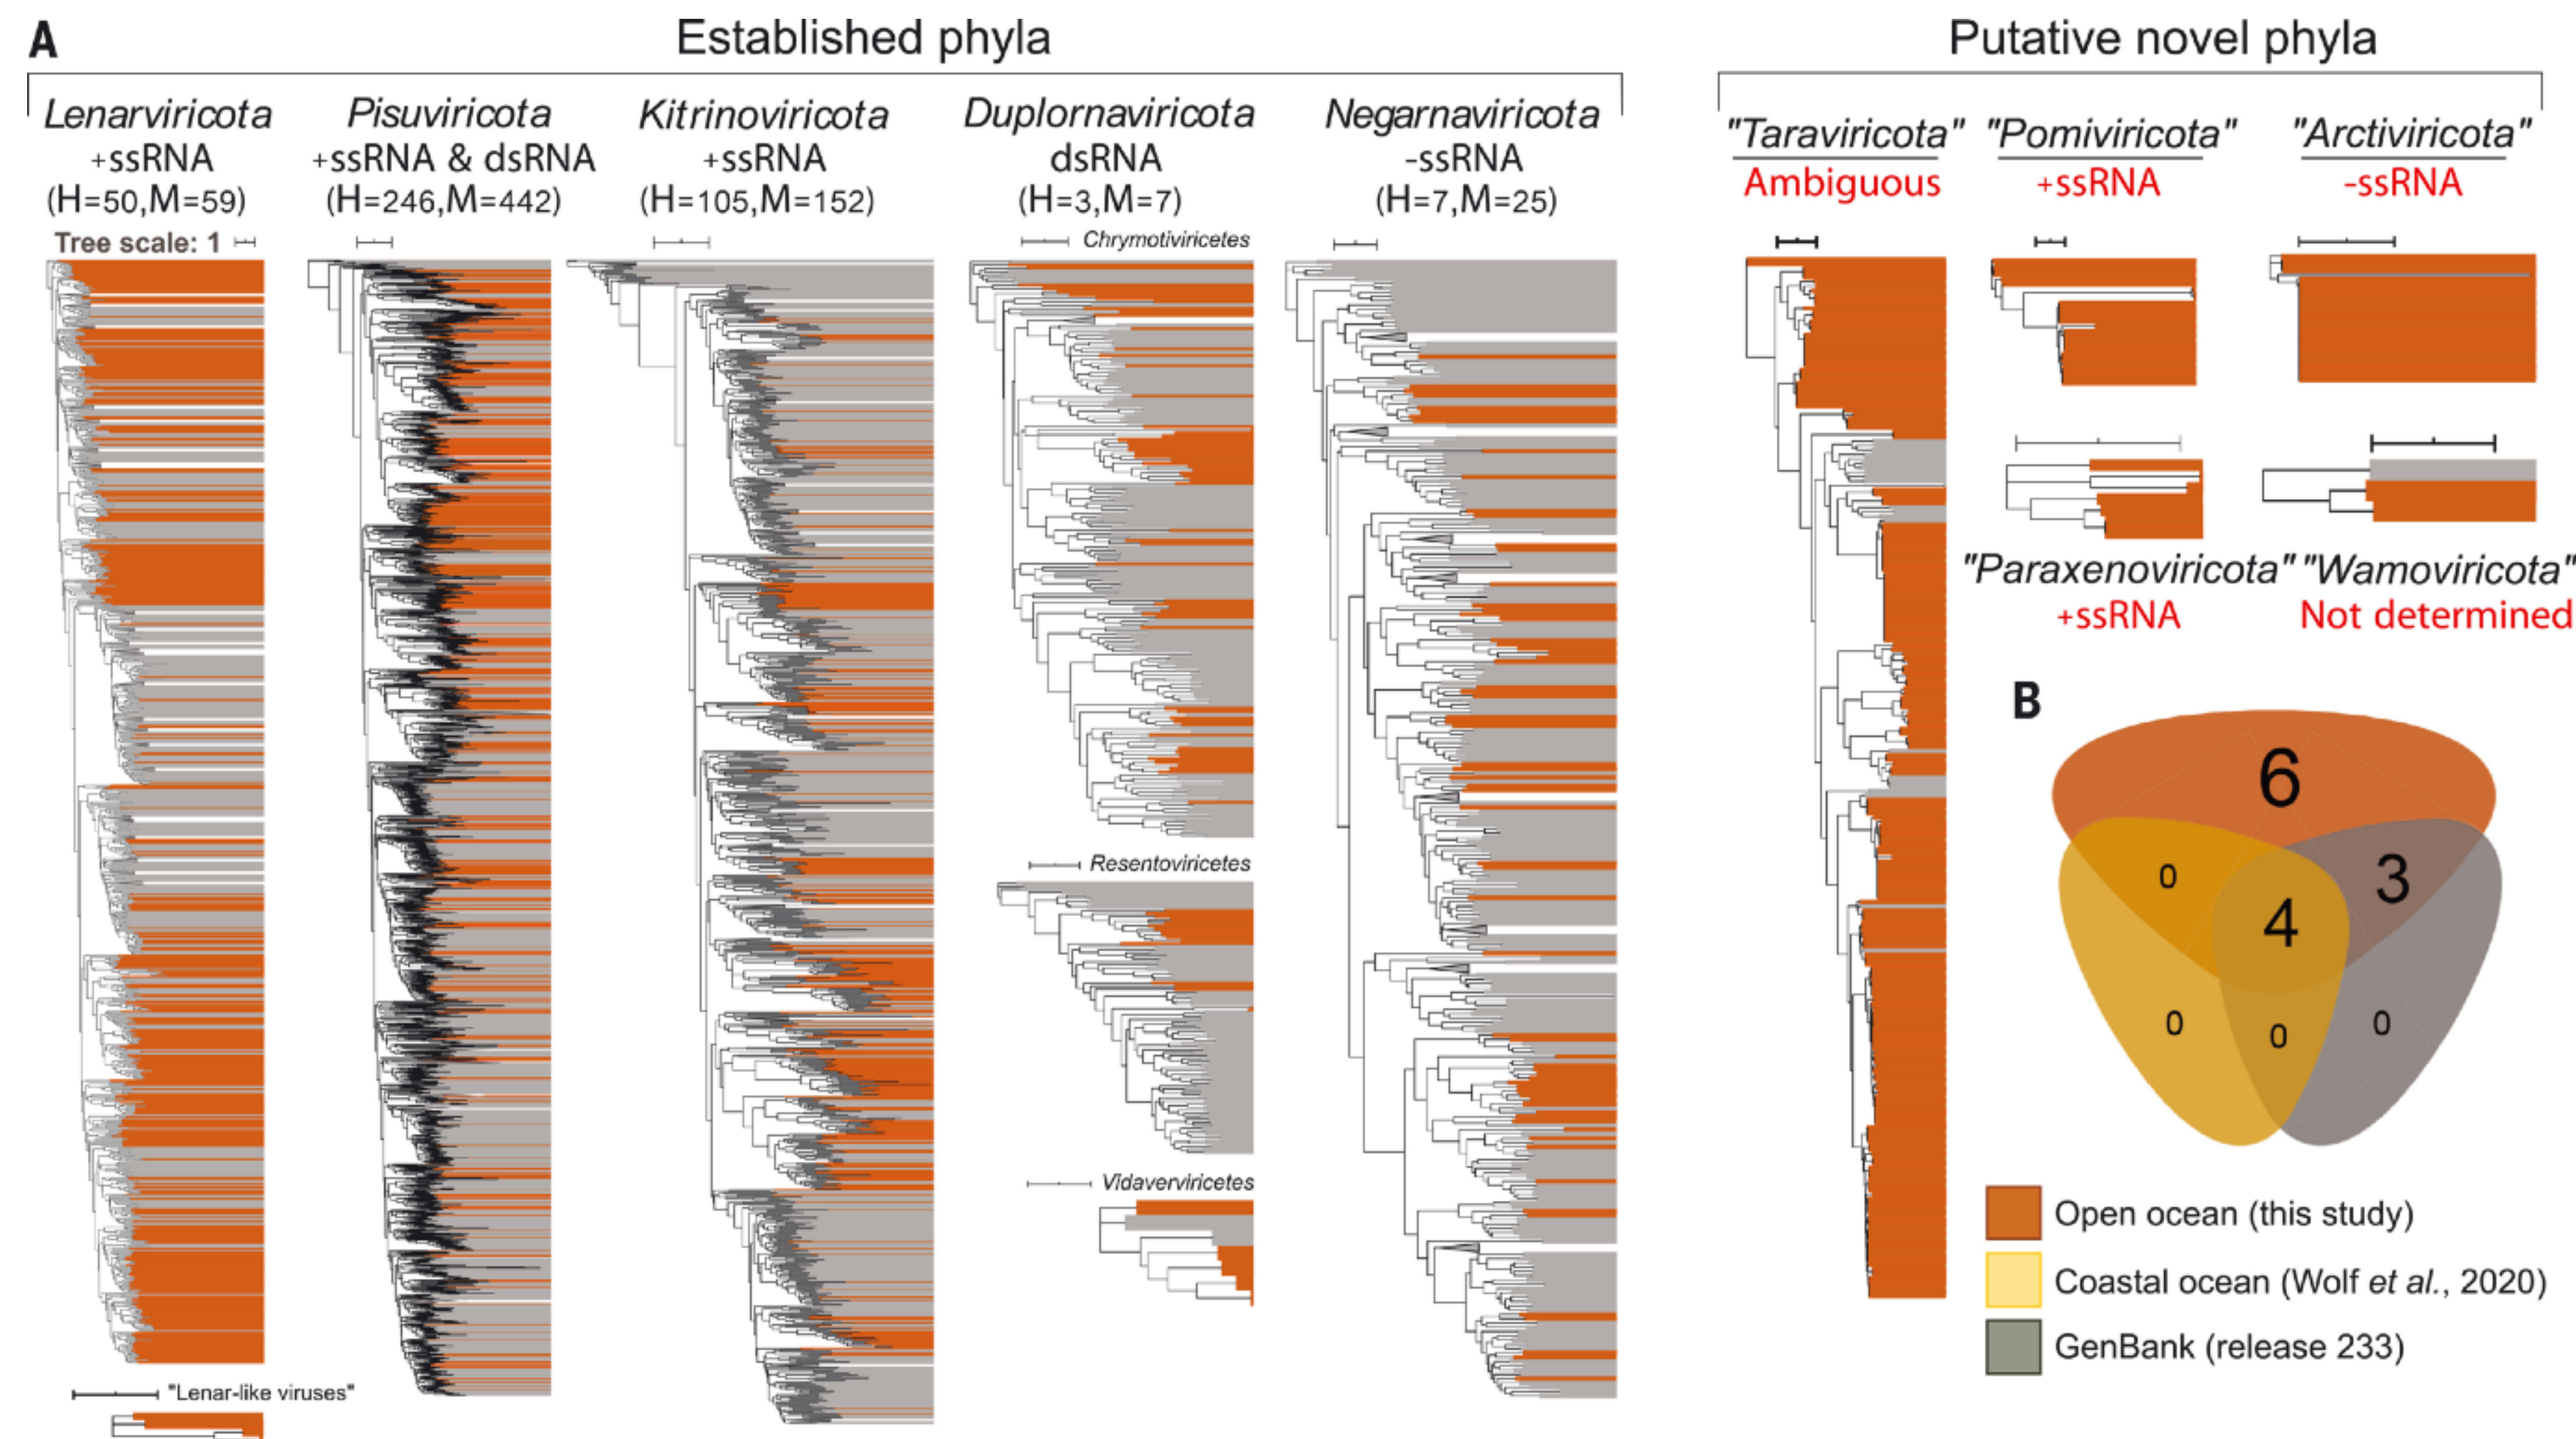 A
Established phyla
Putative novel phyla
Lenarviricota
+ssRNA
(H=50,M=59)
Tree scale: 1
Pisuviricota
+ssRNA & dsRNA
(H=246,M=442)
Kitrinoviricota
+ssRNA
(H=105,M=152)
Duplornaviricota
dsRNA
(H=3,M=7)
Chrymotiviricetes
Negarnaviricota
-ssRNA
(H=7,M=25)
"Taraviricota"
Ambiguous
"Pomiviricota"
+ssRNA
"Arctiviricota"
-ssRNA
"Paraxenoviricota"
+ssRNA
"Wamoviricota"
Not determined
Resentoviricetes
Vidaverviricetes
"Lenar-like viruses"
B
6
0
3
4
0
0
0
Open ocean (this study)
Coastal ocean (Wolf et al., 2020)
GenBank (release 233)